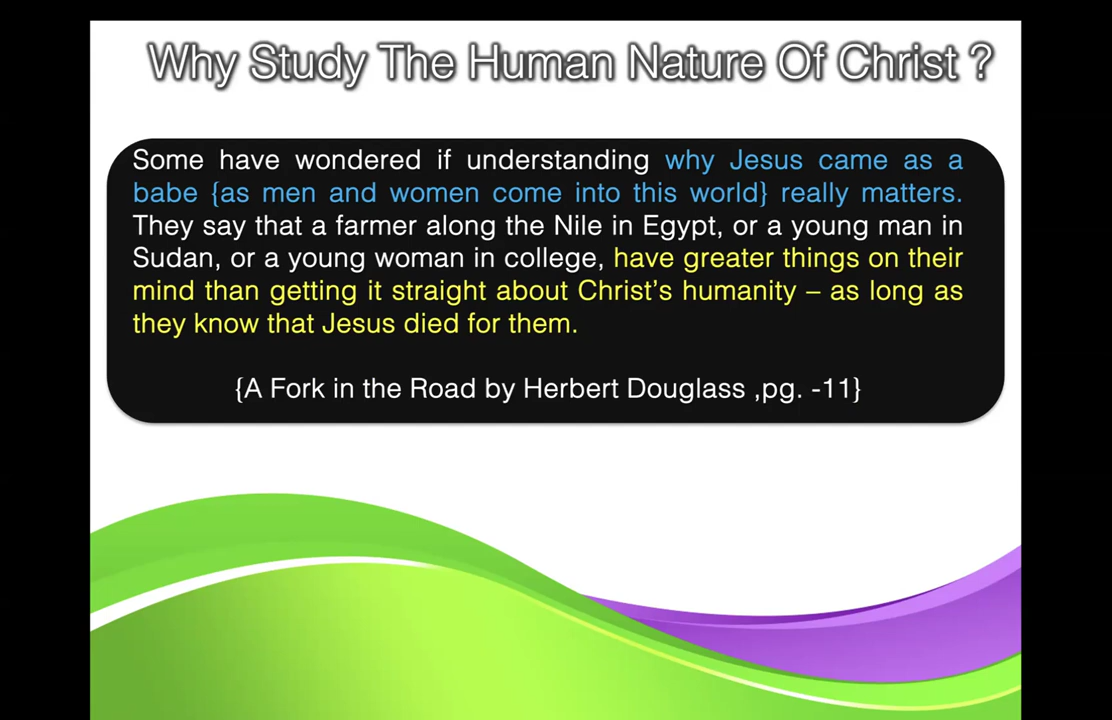 Why Study The Human Nature Of Christ ?
Some have wondered if understanding why Jesus came as a
babe {as men and women come into this world} really matters.
They say that a farmer along the Nile in Egypt, or a young man in
Sudan, or a young woman in college, have greater things on their
mind than getting it straight about Christ’s humanity – as long as
they know that Jesus died for them.
{A Fork in the Road by Herbert Douglass ,pg. -11}